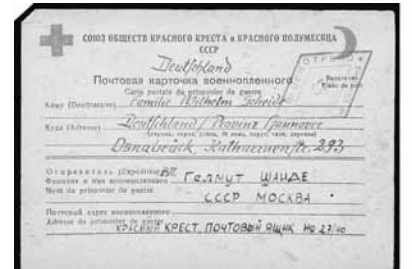 СОЮЗ ОБЩЕСТВ КРАСНОГО КРЕСТА и КРАСНОГО ПОЛУМЕСЯЦА
СССР
Deutschland
Почтовая карточка военнопленного
Carte postale du prisonnier de guerre
Кому (Destinataire) Familie Wilhelm Scheide
Куда (Adresse) Deutschland / Provinz Hannover
Osnabrück, Katharinenstr. 293
Отправитель (Expéditeur)
Фамилия и имя военнопленного Гелмут ШАЙДЕ
Nom du prisonnier de guerre
СССР МОСКВА
Почтовый адрес военнопленного
Adresse du prisonnier de guerre
КРАСНЫЙ КРЕСТ, ПОЧТОВЫЙ ЯЩИК № 27/40